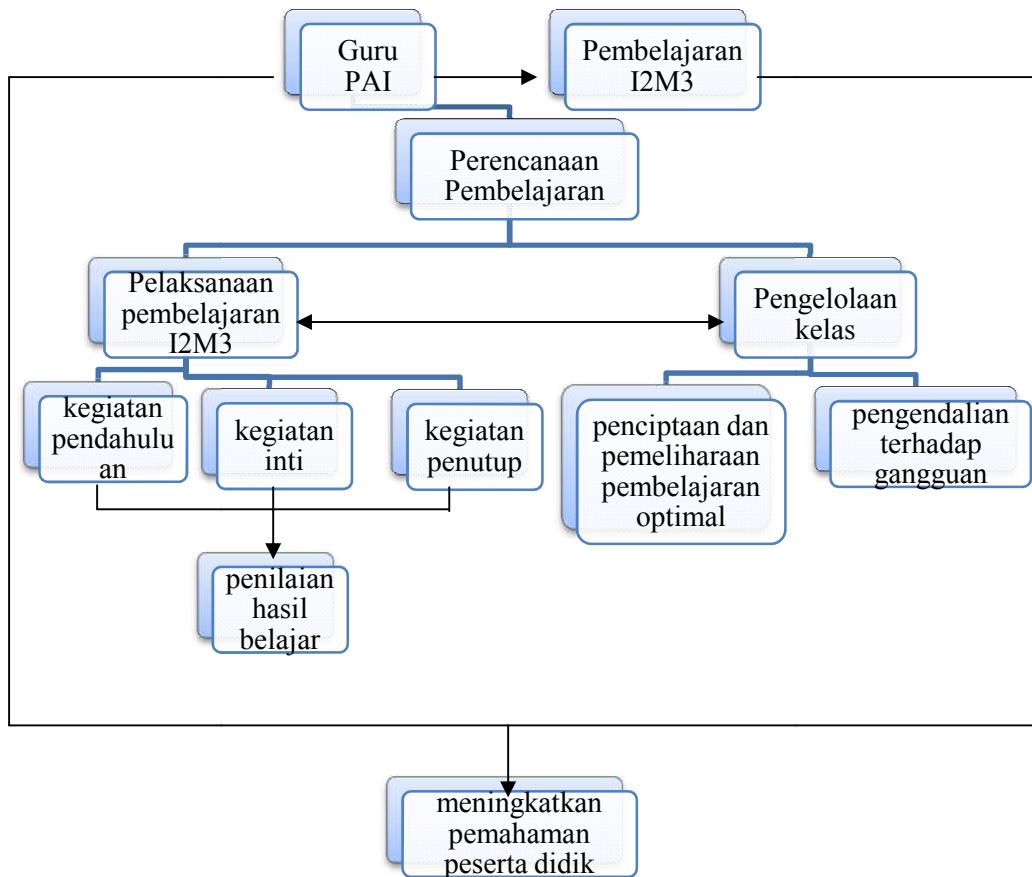 Guru
PAI
Pembelajaran
I2M3
Perencanaan
Pembelajaran
Pelaksanaan
pembelajaran
I2M3
Pengelolaan
kelas
kegiatan
pendahulu
an
kegiatan
inti
kegiatan
penutup
penciptaan dan
pemeliharaan
pembelajaran
optimal
pengendalian
terhadap
gangguan
penilaian
hasil
belajar
meningkatkan
pemahaman
peserta didik